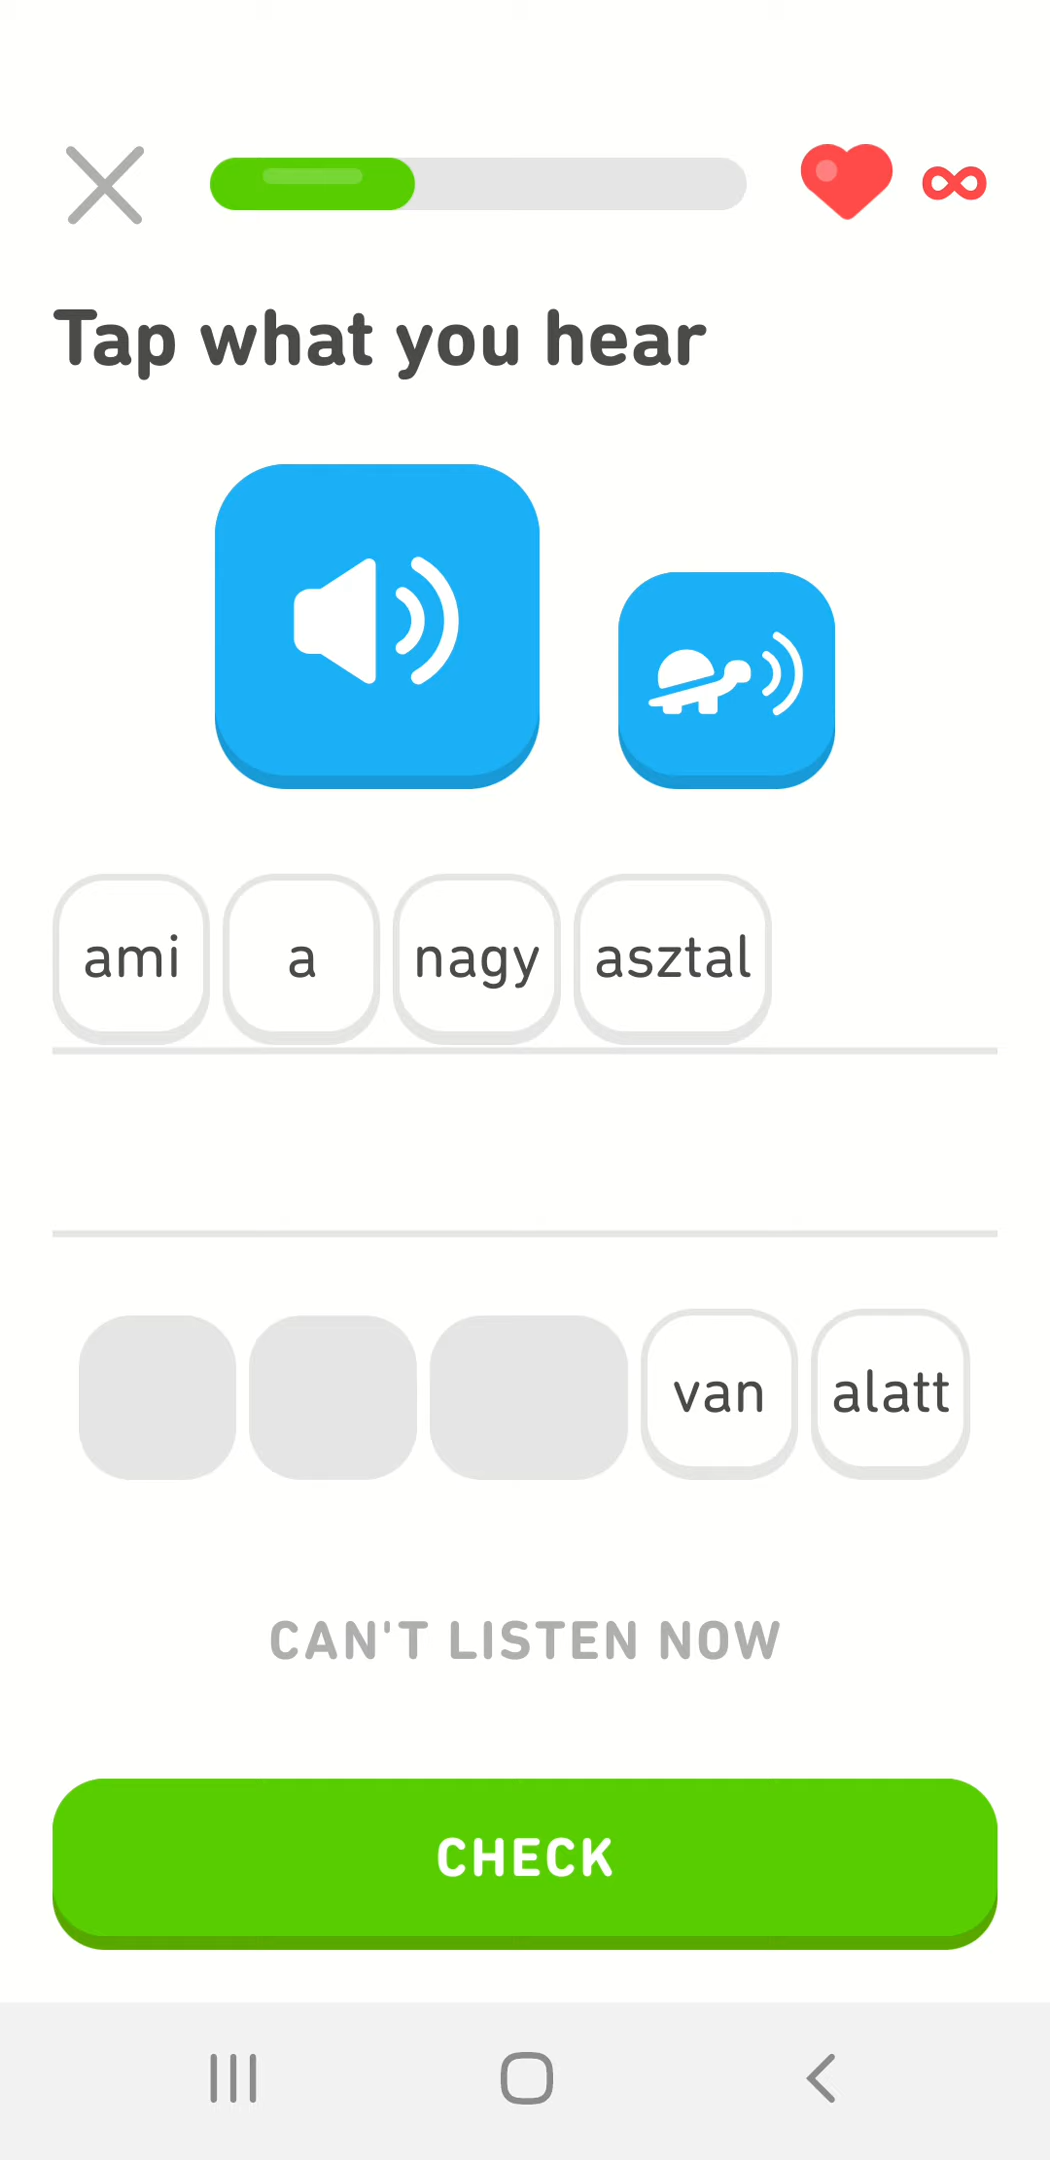 Tap what you hear
ami a nagy asztal
van alatt
CAN'T LISTEN NOW
CHECK